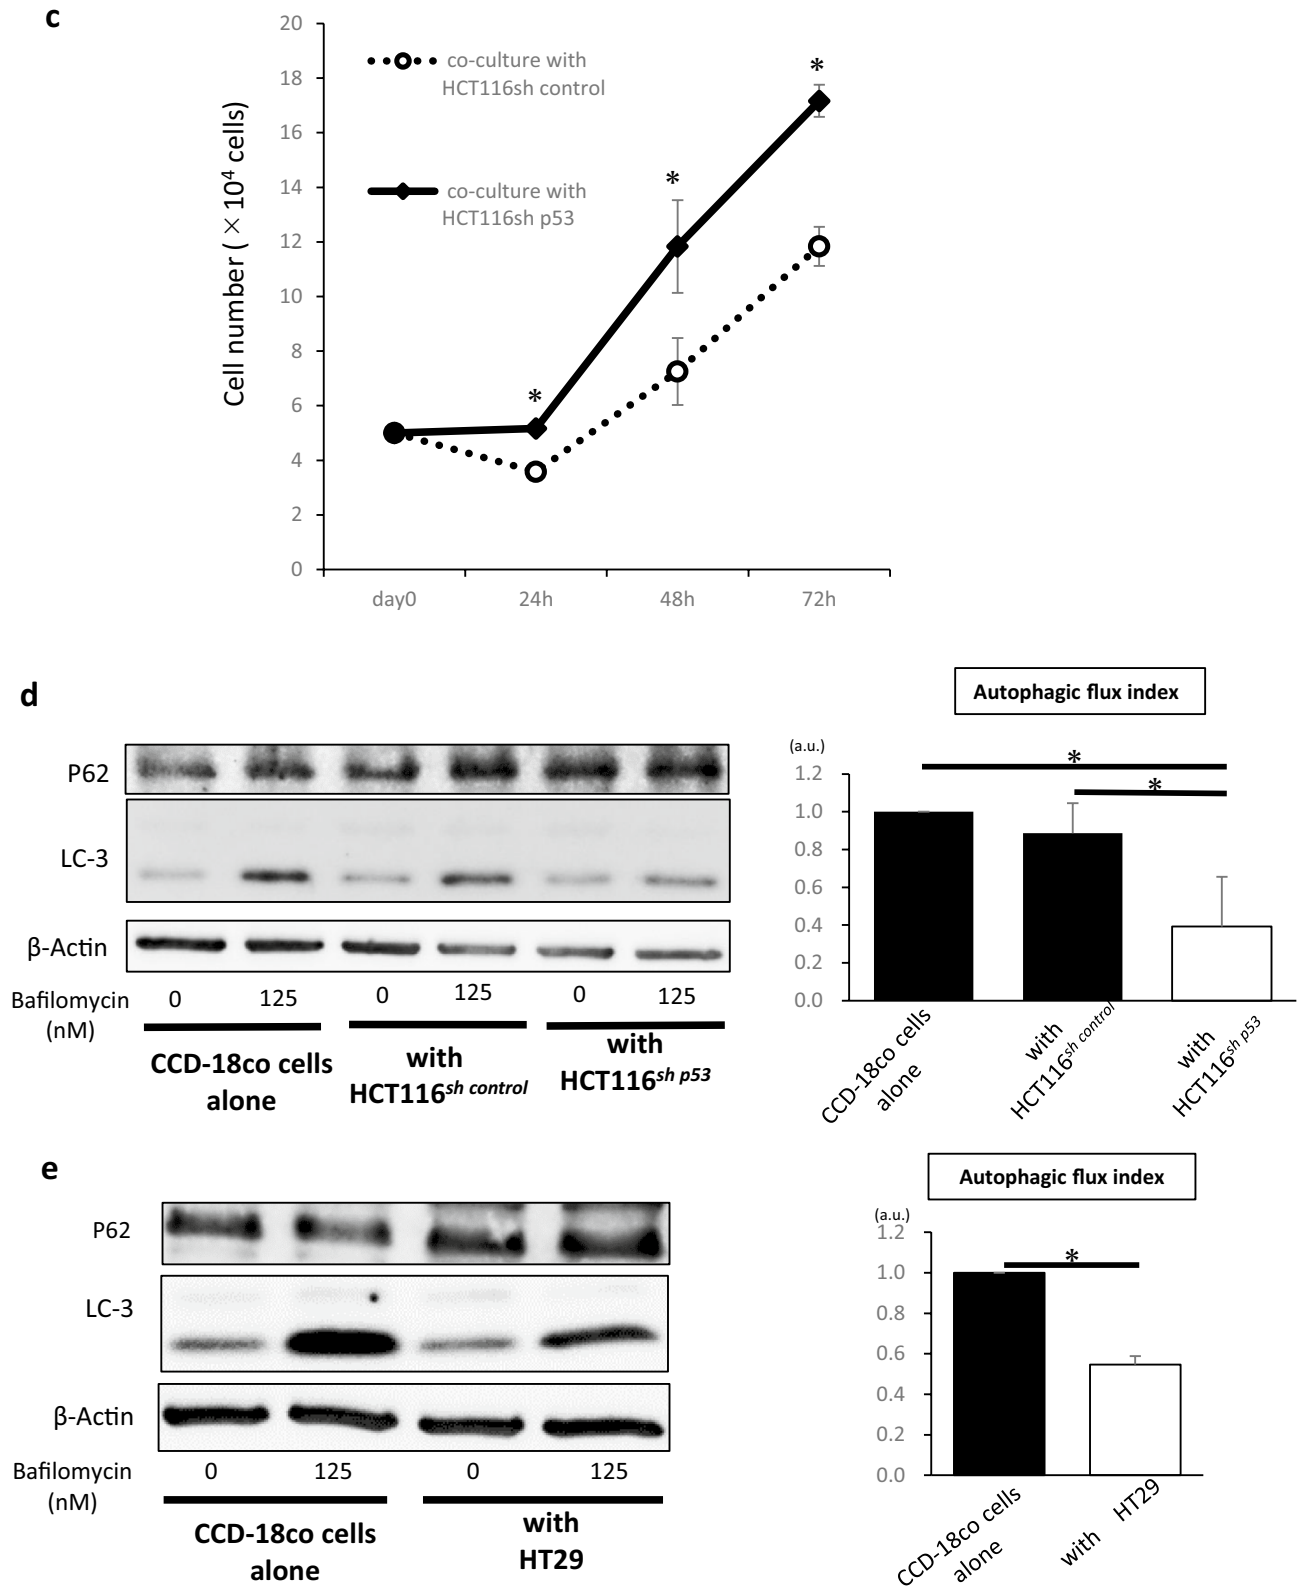 c
20
18
16
14
12
10
8
6
4
2
0
Cell number ( × 10⁴ cells)
co-culture with
HCT116sh control
co-culture with
HCT116sh p53
*
*
*
day0 24h 48h 72h
d
P62
LC-3
β-Actin
Bafilomycin
(nM)
0 125 0 125 0 125
CCD-18co cells
alone
with
HCT116sh control
with
HCT116sh p53
Autophagic flux index
(a.u.)
1.2
1.0
0.8
0.6
0.4
0.2
0.0
*
*
CCD-18co cells
alone
with
HCT116sh control
with
HCT116sh p53
e
P62
LC-3
β-Actin
Bafilomycin
(nM)
0 125 0 125
CCD-18co cells
alone
with
HT29
Autophagic flux index
(a.u.)
1.2
1.0
0.8
0.6
0.4
0.2
0.0
*
CCD-18co cells
alone
with HT29